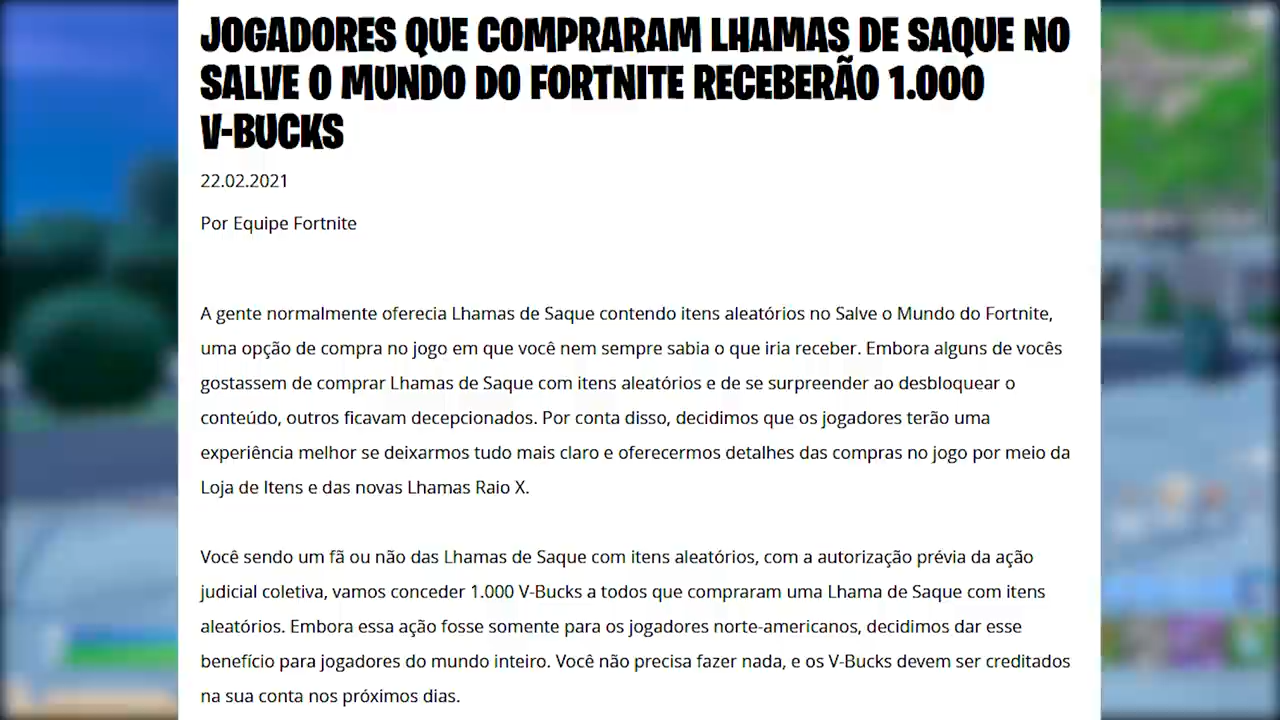 JOGADORES QUE COMPRARAM LHAMAS DE SAQUE NO
SALVE O MUNDO DO FORTNITE RECEBERÃO 1.000
V-BUCKS
22.02.2021
Por Equipe Fortnite
A gente normalmente oferecia Lhamas de Saque contendo itens aleatórios no Salve o Mundo do Fortnite,
uma opção de compra no jogo em que você nem sempre sabia o que iria receber. Embora alguns de vocês
gostassem de comprar Lhamas de Saque com itens aleatórios e de se surpreender ao desbloquear o
conteúdo, outros ficavam decepcionados. Por conta disso, decidimos que os jogadores terão uma
experiência melhor se deixarmos tudo mais claro e oferecermos detalhes das compras no jogo por meio da
Loja de Itens e das novas Lhamas Raio X.
Você sendo um fã ou não das Lhamas de Saque com itens aleatórios, com a autorização prévia da ação
judicial coletiva, vamos conceder 1.000 V-Bucks a todos que compraram uma Lhama de Saque com itens
aleatórios. Embora essa ação fosse somente para os jogadores norte-americanos, decidimos dar esse
benefício para jogadores do mundo inteiro. Você não precisa fazer nada, e os V-Bucks devem ser creditados
na sua conta nos próximos dias.